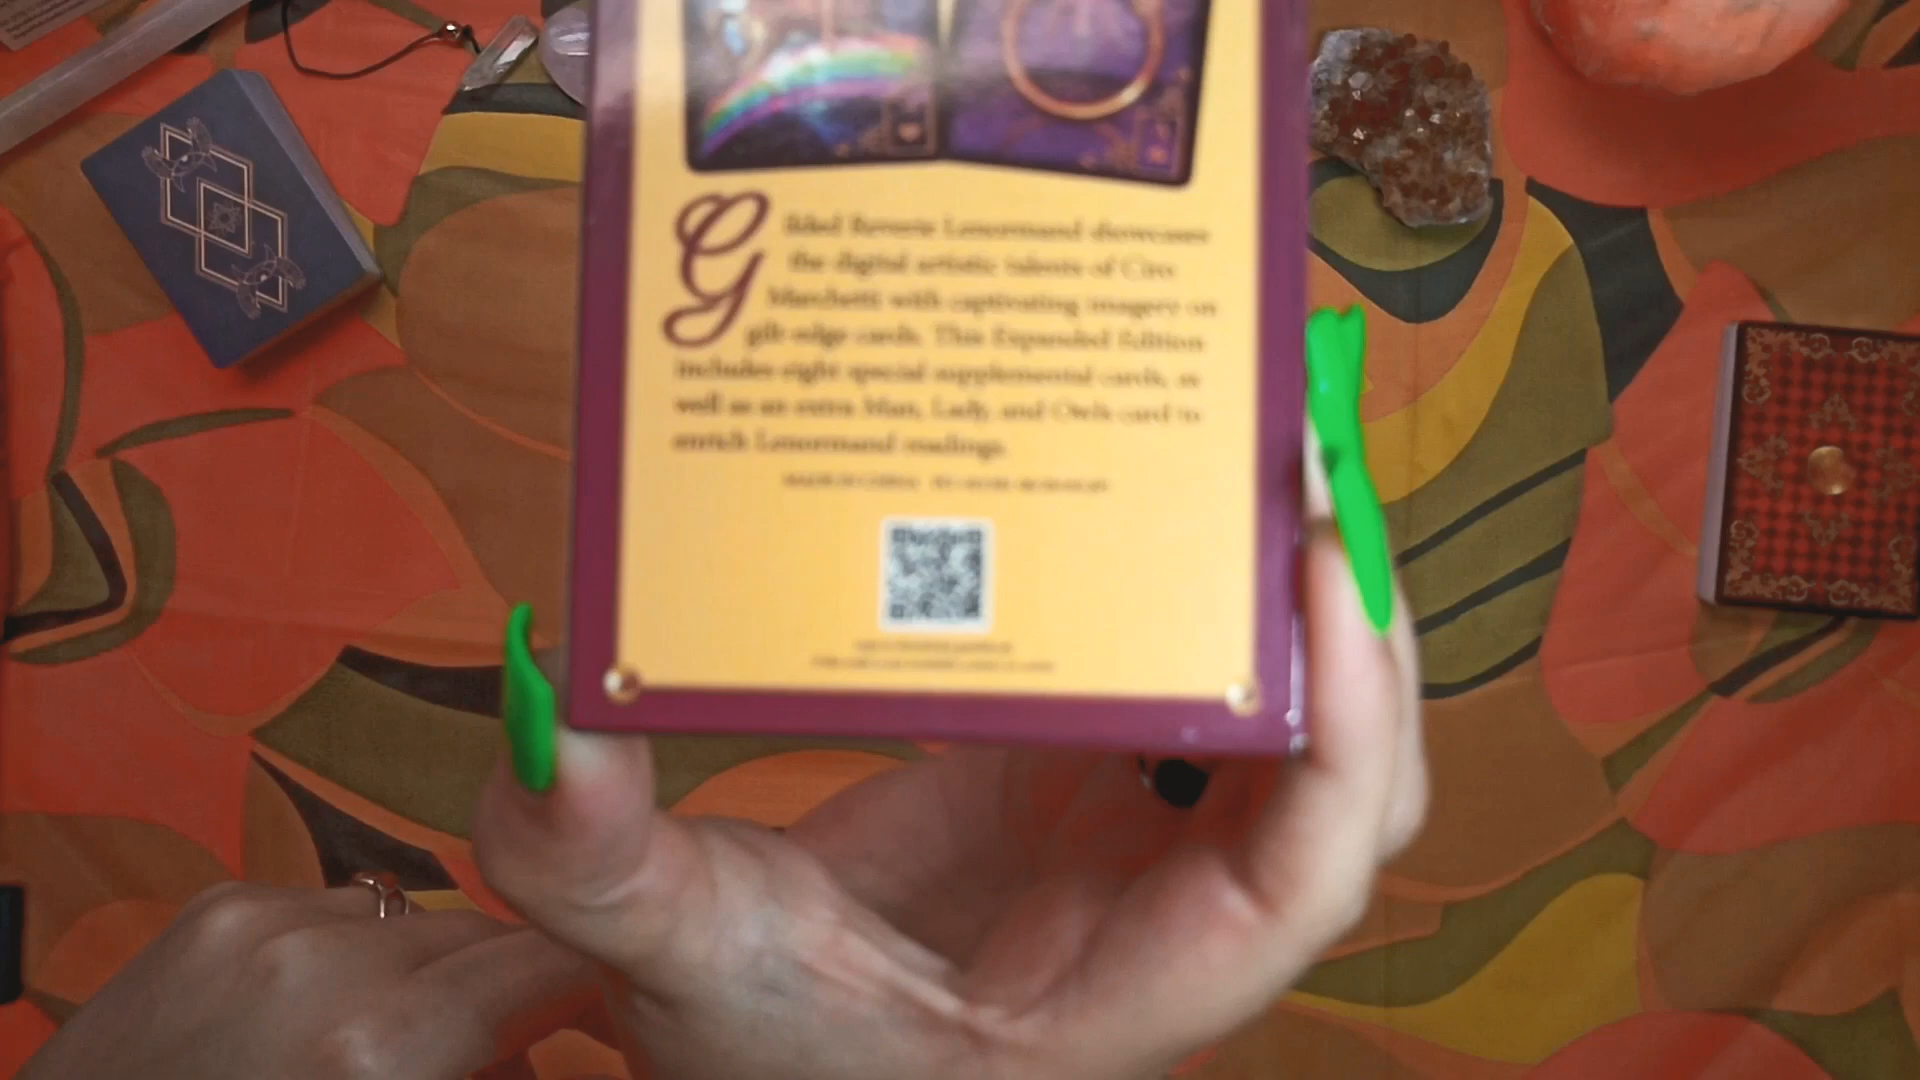 Gilded Reverie Lenormand showcases
the digital artistic talents of Ciro
Marchetti with captivating imagery on
gilt-edge cards. This Expanded Edition
includes eight special supplemental cards, as
well as an extra Man, Lady, and Owls card to
enrich Lenormand readings.